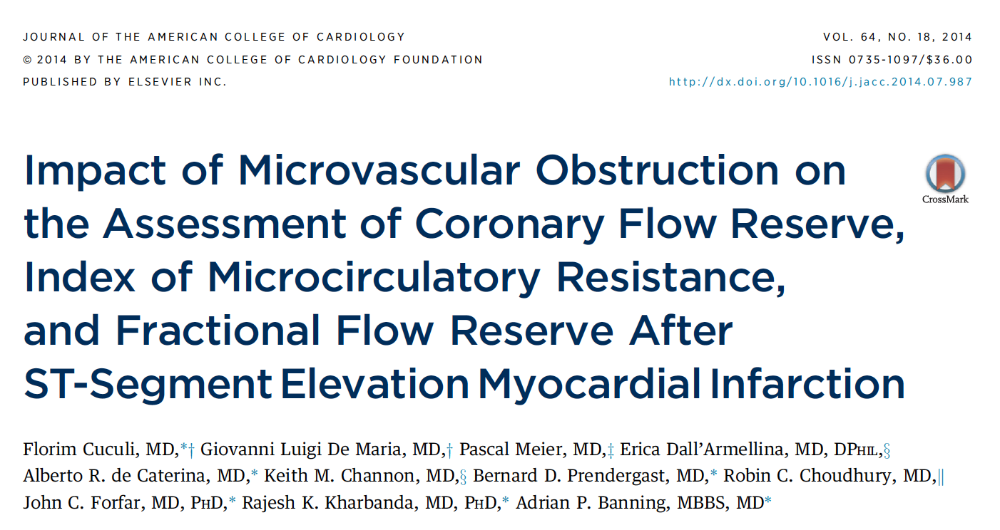 JOURNAL OF THE AMERICAN COLLEGE OF CARDIOLOGY
VOL. 64, NO. 18, 2014
© 2014 BY THE AMERICAN COLLEGE OF CARDIOLOGY FOUNDATION
ISSN 0735-1097/$36.00
PUBLISHED BY ELSEVIER INC.
http://dx.doi.org/10.1016/j.jacc.2014.07.987
Impact of Microvascular Obstruction on
the Assessment of Coronary Flow Reserve,
Index of Microcirculatory Resistance,
and Fractional Flow Reserve After
ST-Segment Elevation Myocardial Infarction
CrossMark
Florim Cuculi, MD,*† Giovanni Luigi De Maria, MD,† Pascal Meier, MD,‡ Erica Dall’Armellina, MD, DPHIL,§
Alberto R. de Caterina, MD,* Keith M. Channon, MD,§ Bernard D. Prendergast, MD,* Robin C. Choudhury, MD,‖
John C. Forfar, MD, PHD,* Rajesh K. Kharbanda, MD, PHD,* Adrian P. Banning, MBBS, MD*